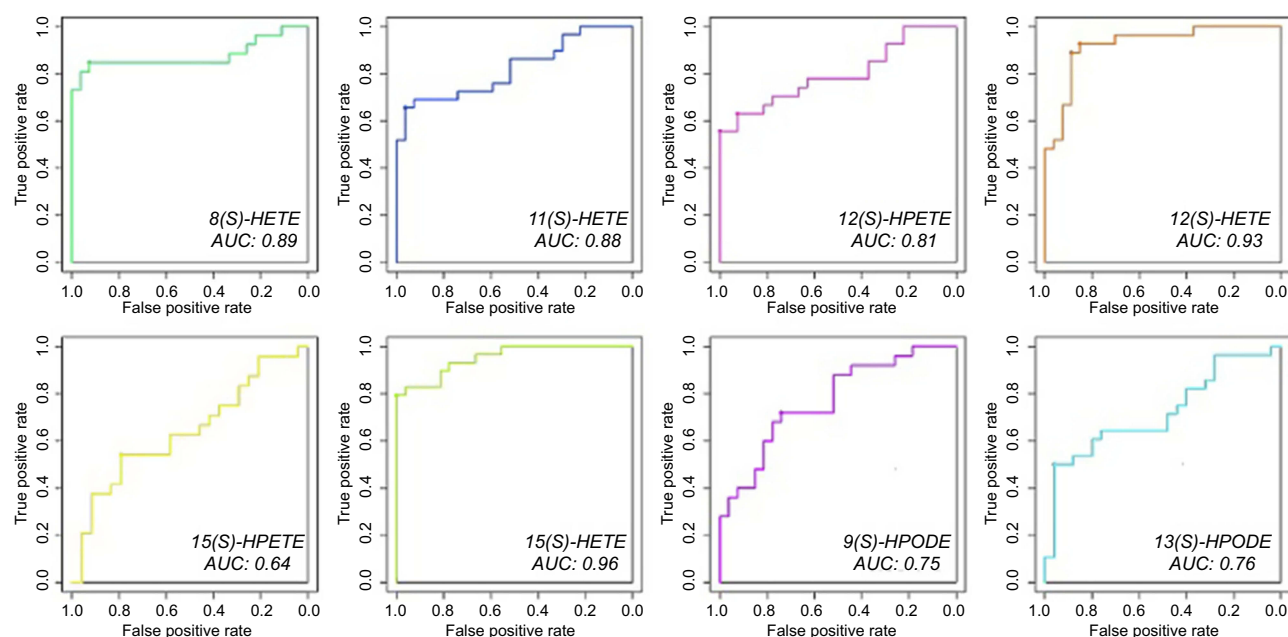 1.0
0.8
0.6
0.4
0.2
0.0
True positive rate
8(S)-HETE
AUC: 0.89
1.0 0.8 0.6 0.4 0.2 0.0
False positive rate
1.0
0.8
0.6
0.4
0.2
0.0
True positive rate
11(S)-HETE
AUC: 0.88
1.0 0.8 0.6 0.4 0.2 0.0
False positive rate
1.0
0.8
0.6
0.4
0.2
0.0
True positive rate
12(S)-HPETE
AUC: 0.81
1.0 0.8 0.6 0.4 0.2 0.0
False positive rate
1.0
0.8
0.6
0.4
0.2
0.0
True positive rate
12(S)-HETE
AUC: 0.93
1.0 0.8 0.6 0.4 0.2 0.0
False positive rate
1.0
0.8
0.6
0.4
0.2
0.0
True positive rate
15(S)-HPETE
AUC: 0.64
1.0 0.8 0.6 0.4 0.2 0.0
False positive rate
1.0
0.8
0.6
0.4
0.2
0.0
True positive rate
15(S)-HETE
AUC: 0.96
1.0 0.8 0.6 0.4 0.2 0.0
False positive rate
1.0
0.8
0.6
0.4
0.2
0.0
True positive rate
9(S)-HPODE
AUC: 0.75
1.0 0.8 0.6 0.4 0.2 0.0
False positive rate
1.0
0.8
0.6
0.4
0.2
0.0
True positive rate
13(S)-HPODE
AUC: 0.76
1.0 0.8 0.6 0.4 0.2 0.0
False positive rate